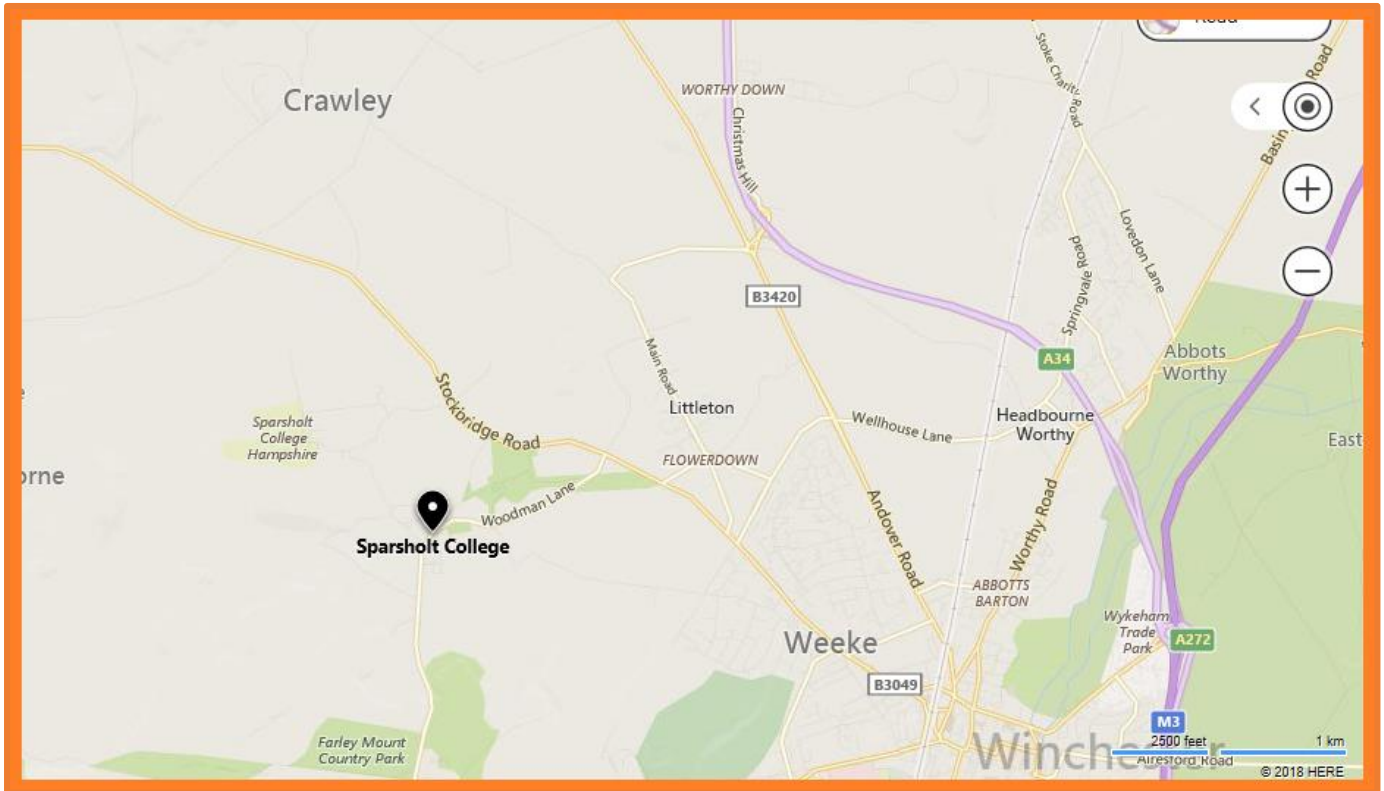 Road
Crawley
WORTHY DOWN
Stoke Charity Road
Christmas Hill
Road
Lovedon Lane
Springvale Road
B3420
A34
Abbots
Worthy
Main Road
Stockbridge Road
Littleton
Wellhouse Lane
Headbourne
Worthy
Sparsholt
College
Hampshire
FLOWERDOWN
East
orne
Woodman Lane
Andover Road
Worthy Road
Sparsholt College
ABBOTTS
BARTON
Wykeham
Trade
Park
A272
Weeke
B3049
M3
Farley Mount
Country Park
Winchester
2500 feet
1 km
Alresford Road
© 2018 HERE